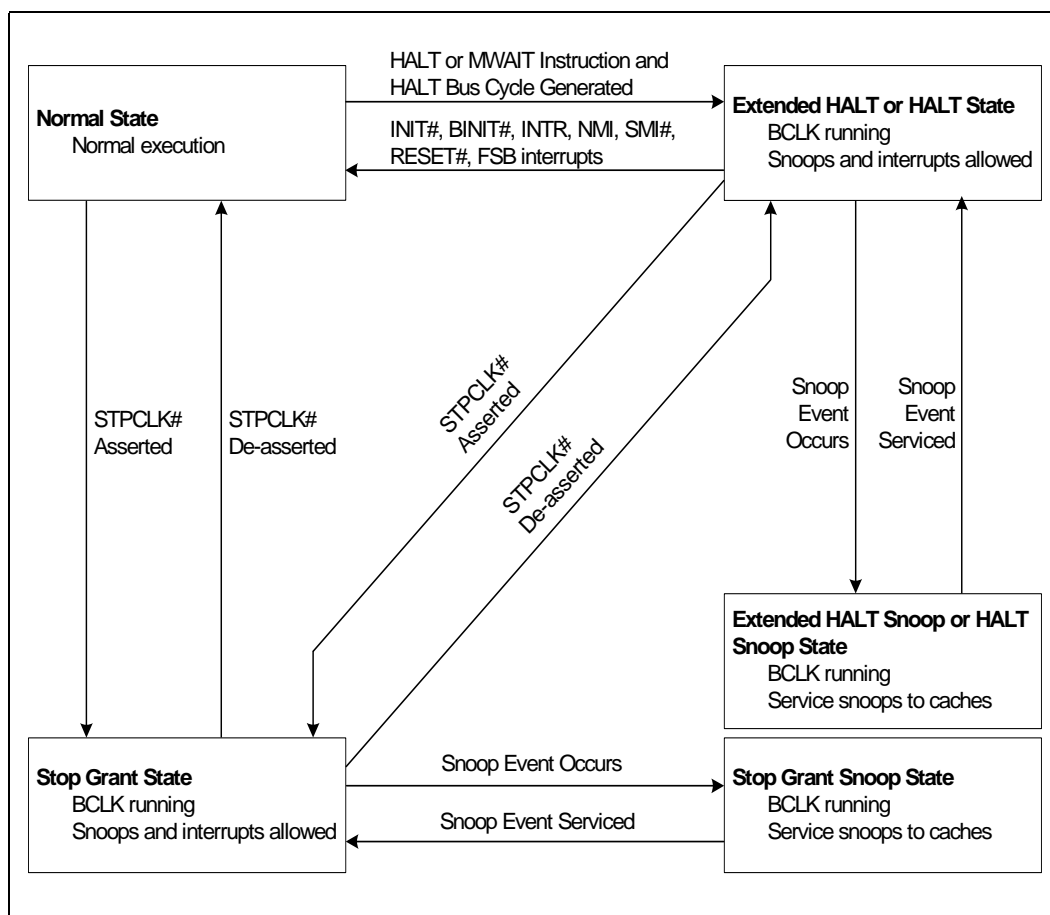 HALT or MWAIT Instruction and
HALT Bus Cycle Generated
Normal State
Normal execution
INIT#, BINIT#, INTR, NMI, SMI#,
RESET#, FSB interrupts
Extended HALT or HALT State
BCLK running
Snoops and interrupts allowed
STPCLK#
Asserted
STPCLK#
De-asserted
STPCLK#
Asserted
STPCLK#
De-asserted
Snoop
Event
Occurs
Snoop
Event
Serviced
Extended HALT Snoop or HALT
Snoop State
BCLK running
Service snoops to caches
Stop Grant State
BCLK running
Snoops and interrupts allowed
Snoop Event Occurs
Snoop Event Serviced
Stop Grant Snoop State
BCLK running
Service snoops to caches